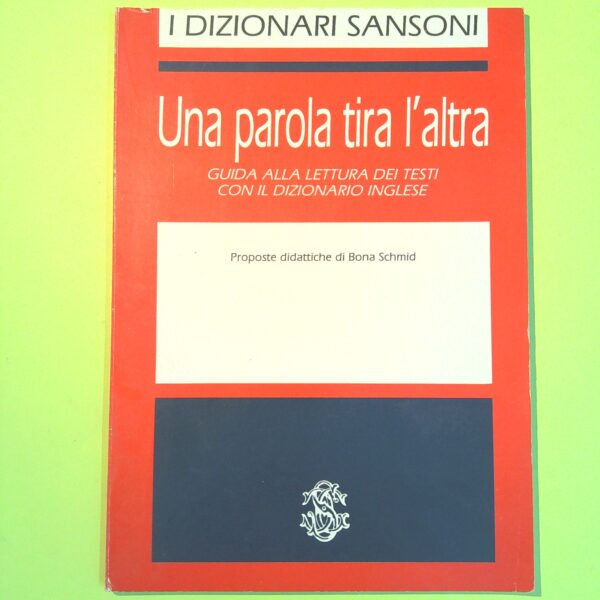 I DIZIONARI SANSONI
Una parola tira l'altra
GUIDA ALLA LETTURA DEI TESTI
CON IL DIZIONARIO INGLESE
Proposte didattiche di Bona Schmid